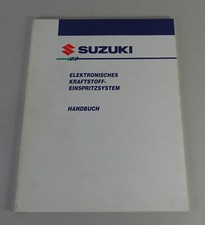 SUZUKI
ELEKTRONISCHES
KRAFTSTOFF-
EINSPRITZSYSTEM
HANDBUCH